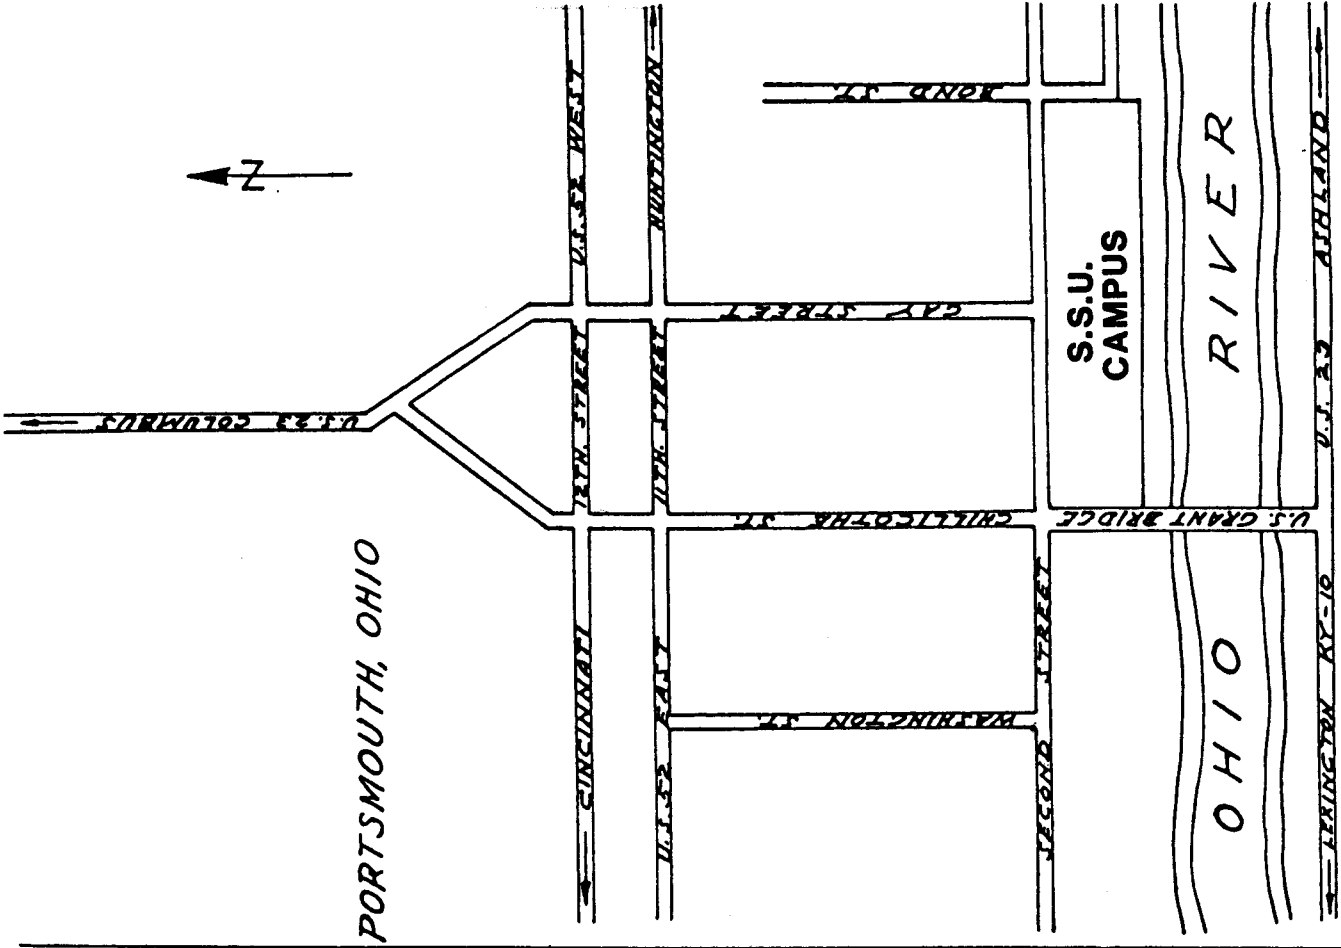 U.S. 23 COLUMBUS
N
PORTSMOUTH, OHIO
CINCINNATI
12TH. STREET
U.S. 52 WEST
U.S. 52 EAST
11TH. STREET
HUNTINGTON
WASHINGTON ST.
CHILLICOTHA ST.
GAY STREET
BOND ST.
SECOND STREET
S.S.U.
CAMPUS
U.S. GRANT BRIDGE
OHIO RIVER
LEXINGTON KY-10
U.S. 23 ASHLAND